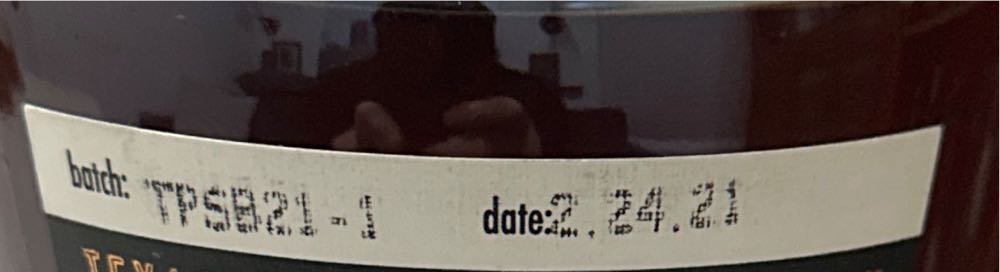 batch: TPSB21-1 date: 2.24.21